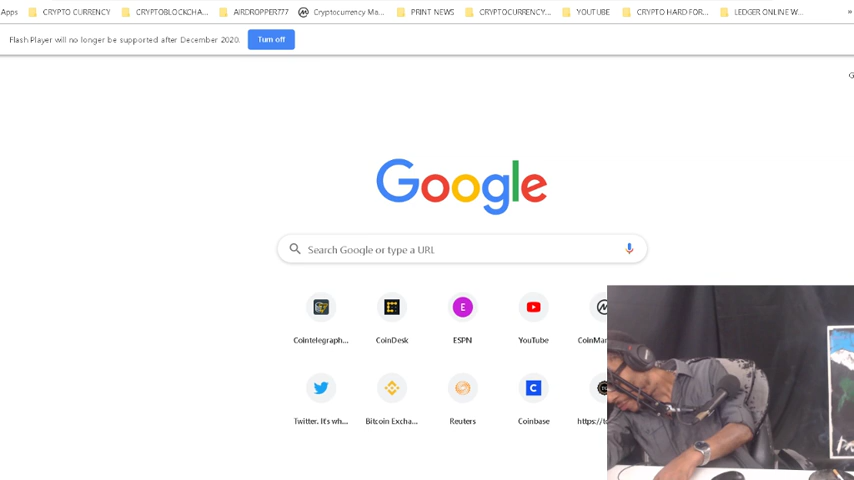 Apps CRYPTO CURRENCY CRYPTOBLOCKCHA... AIRDROPPER777 Cryptocurrency Ma... PRINT NEWS CRYPTOCURRENCY... YOUTUBE CRYPTO HARD FOR... LEDGER ONLINE W... »
Flash Player will no longer be supported after December 2020. Turn off
G
Google
Search Google or type a URL
Cointelegraph... CoinDesk E ESPN YouTube CoinMar
Twitter. It's wh... Bitcoin Excha... Reuters C Coinbase https://to